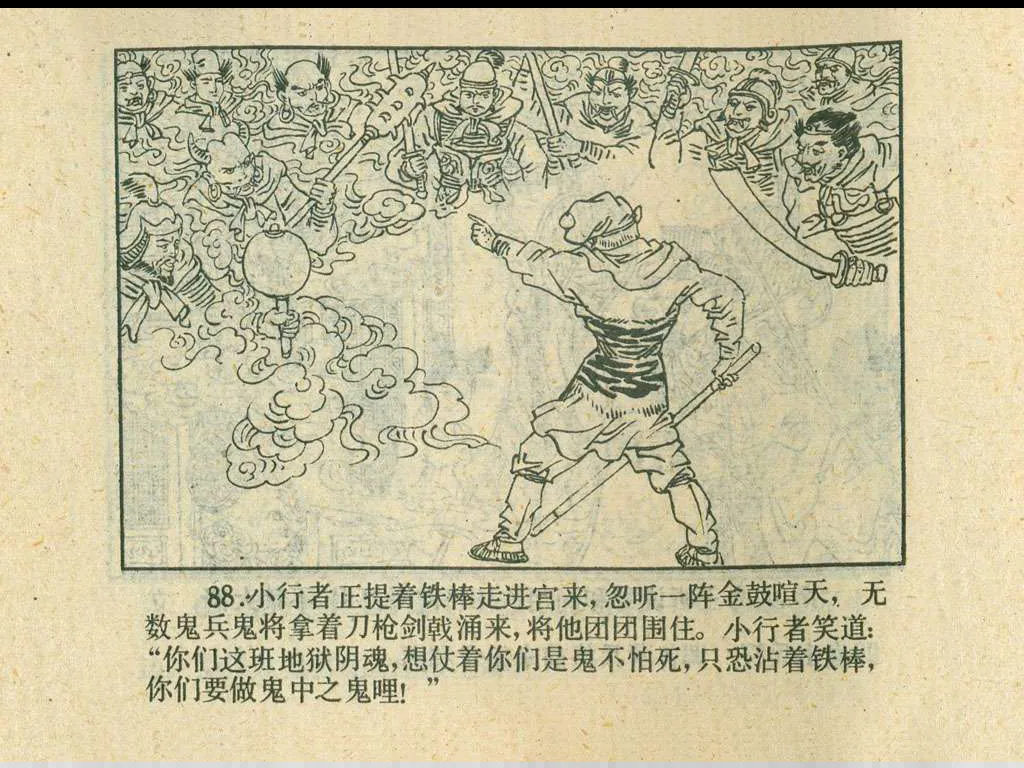 88.小行者正提着铁棒走进宫来，忽听一阵金鼓喧天，无
数鬼兵鬼将拿着刀枪剑戟涌来，将他团团围住。小行者笑道：
“你们这班地狱阴魂，想仗着你们是鬼不怕死，只恐沾着铁棒，
你们要做鬼中之鬼哩！”